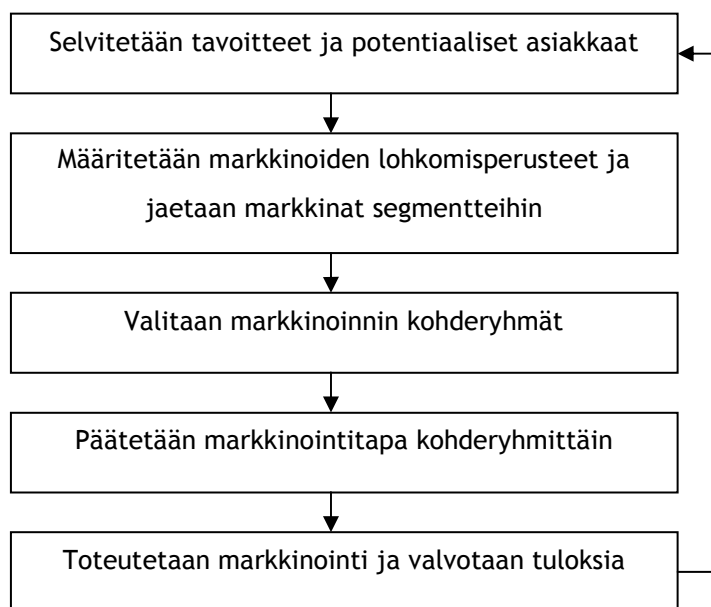 Selvitetään tavoitteet ja potentiaaliset asiakkaat
Määritetään markkinoiden lohkomisperusteet ja
jaetaan markkinat segmentteihin
Valitaan markkinoinnin kohderyhmät
Päätetään markkinointitapa kohderyhmittäin
Toteutetaan markkinointi ja valvotaan tuloksia